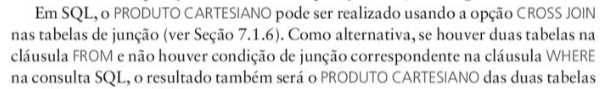 Em SQL, o PRODUTO CARTESIANO pode ser realizado usando a opção CROSS JOIN
nas tabelas de junção (ver Seção 7.1.6). Como alternativa, se houver duas tabelas na
cláusula FROM e não houver condição de junção correspondente na cláusula WHERE
na consulta SQL, o resultado também será o PRODUTO CARTESIANO das duas tabelas